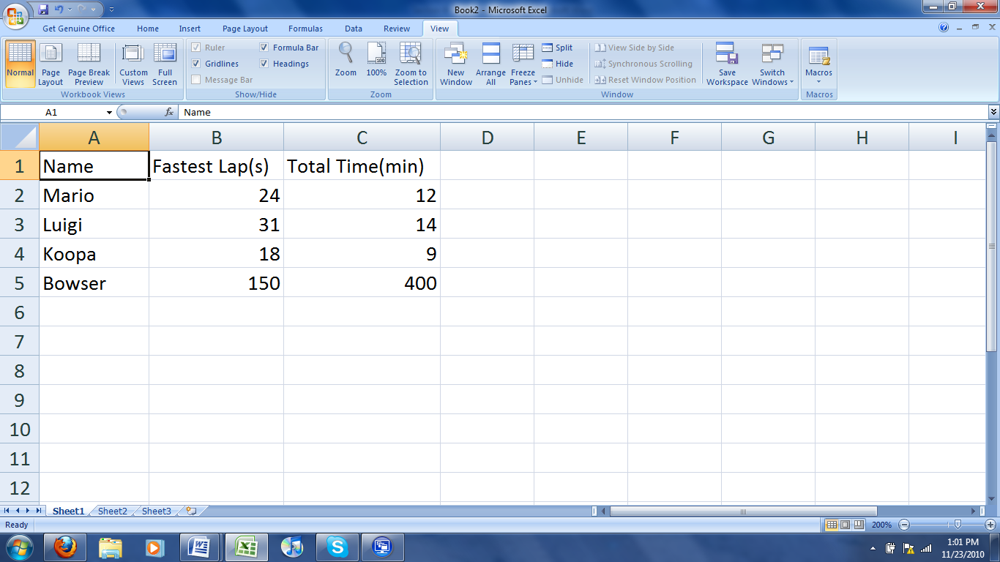 Book2 - Microsoft Excel
Get Genuine Office Home Insert Page Layout Formulas Data Review View
Normal Page Layout Page Break Preview Custom Views Full Screen
Workbook Views
Ruler Formula Bar
Gridlines Headings
Message Bar
Show/Hide
Zoom 100% Zoom to Selection
Zoom
New Window Arrange All Freeze Panes
Split View Side by Side
Hide Synchronous Scrolling
Unhide Reset Window Position
Save Workspace Switch Windows
Window
Macros
Macros
A1 fx Name
A B C D E F G H I
1 Name Fastest Lap(s) Total Time(min)
2 Mario 24 12
3 Luigi 31 14
4 Koopa 18 9
5 Bowser 150 400
6
7
8
9
10
11
12
Sheet1 Sheet2 Sheet3
Ready 200%
1:01 PM
11/23/2010